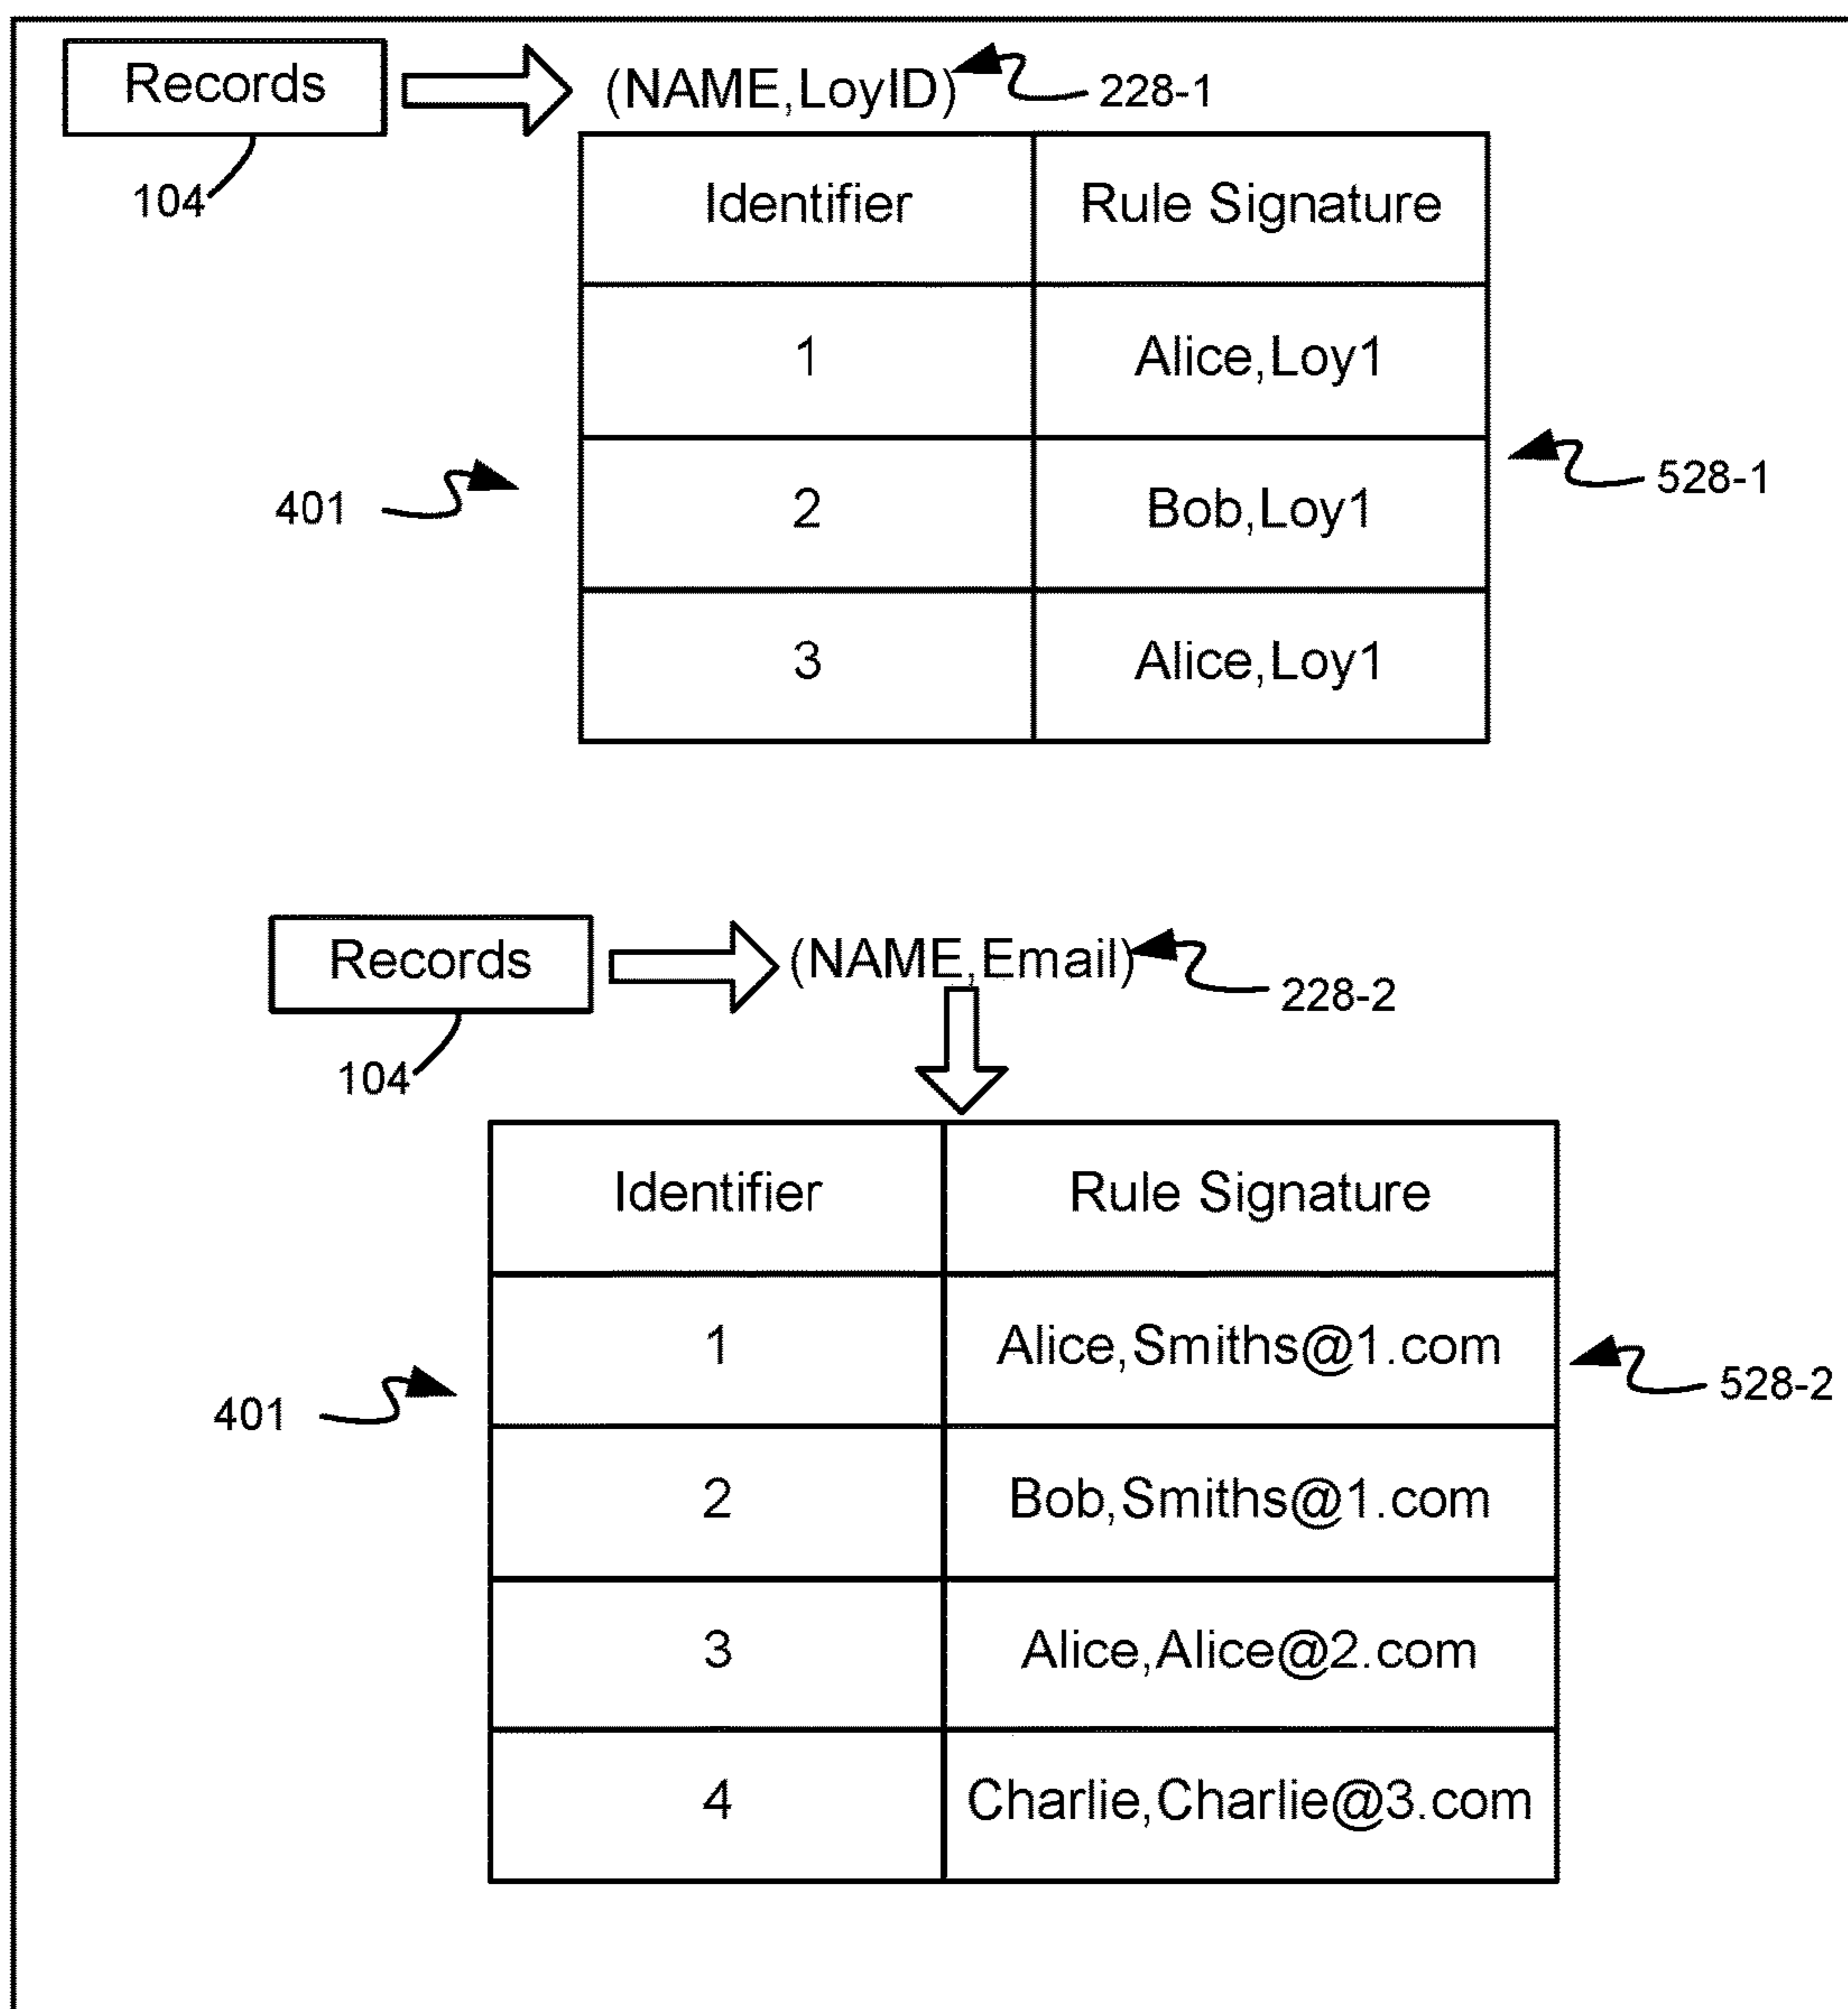 Records
(NAME,LoyID)
228-1
104
Identifier Rule Signature
1 Alice,Loy1
401
2 Bob,Loy1
528-1
3 Alice,Loy1
Records
(NAME,Email)
228-2
104
Identifier Rule Signature
1 Alice,Smiths@1.com
528-2
401
2 Bob,Smiths@1.com
3 Alice,Alice@2.com
4 Charlie,Charlie@3.com